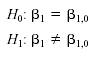 H₀: β₁ = β₁,₀
H₁: β₁ ≠ β₁,₀